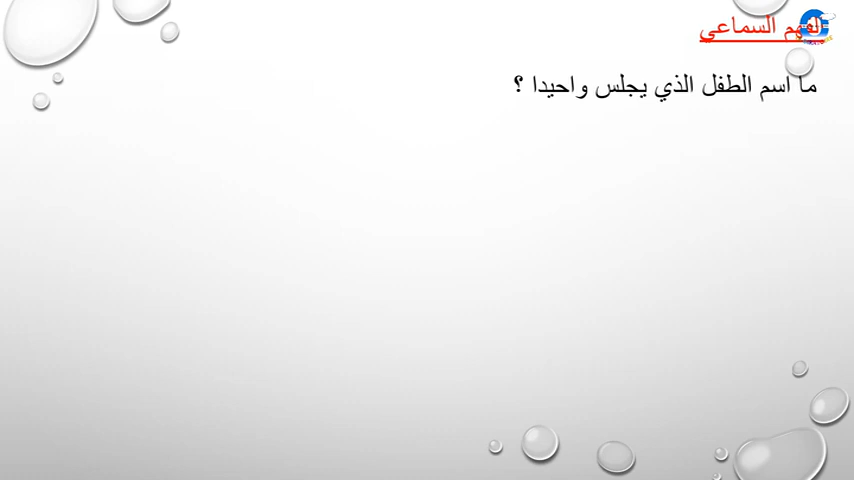 الفهم السماعي
ما اسم الطفل الذي يجلس واحيدا ؟